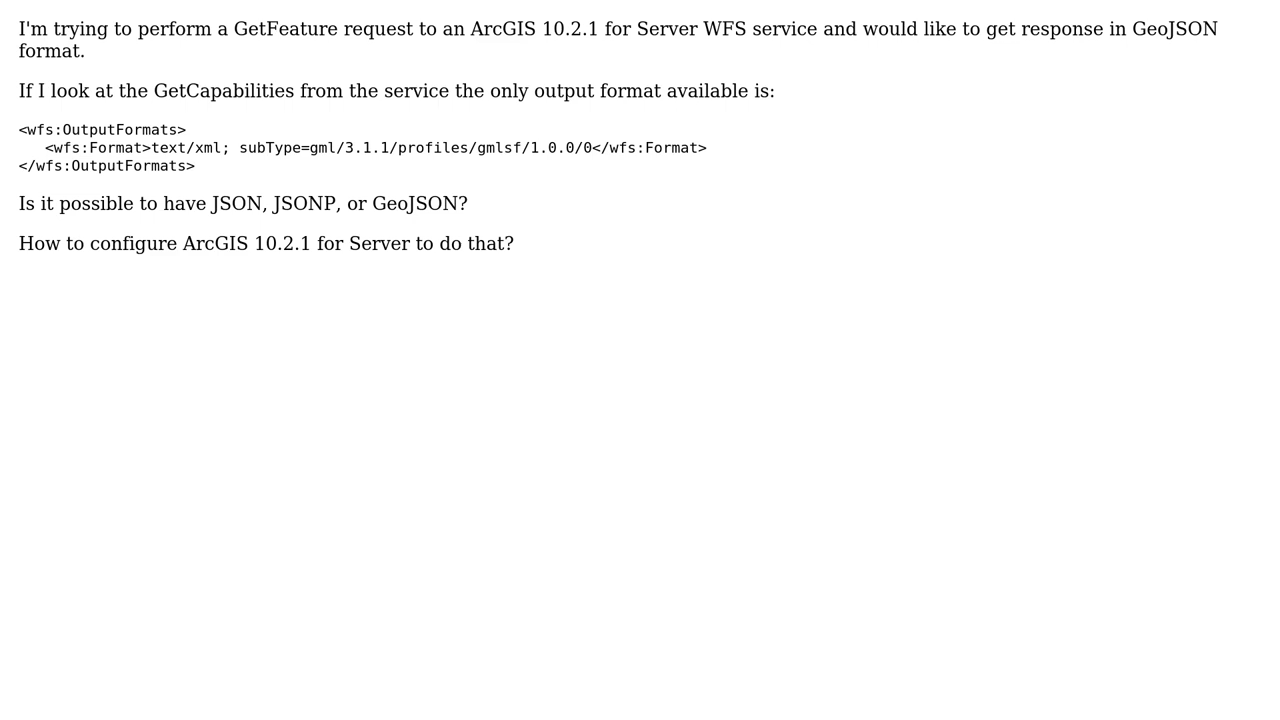 I'm trying to perform a GetFeature request to an ArcGIS 10.2.1 for Server WFS service and would like to get response in GeoJSON
format.
If I look at the GetCapabilities from the service the only output format available is:
<wfs:OutputFormats>
   <wfs:Format>text/xml; subType=gml/3.1.1/profiles/gmlsf/1.0.0/0</wfs:Format>
</wfs:OutputFormats>
Is it possible to have JSON, JSONP, or GeoJSON?
How to configure ArcGIS 10.2.1 for Server to do that?